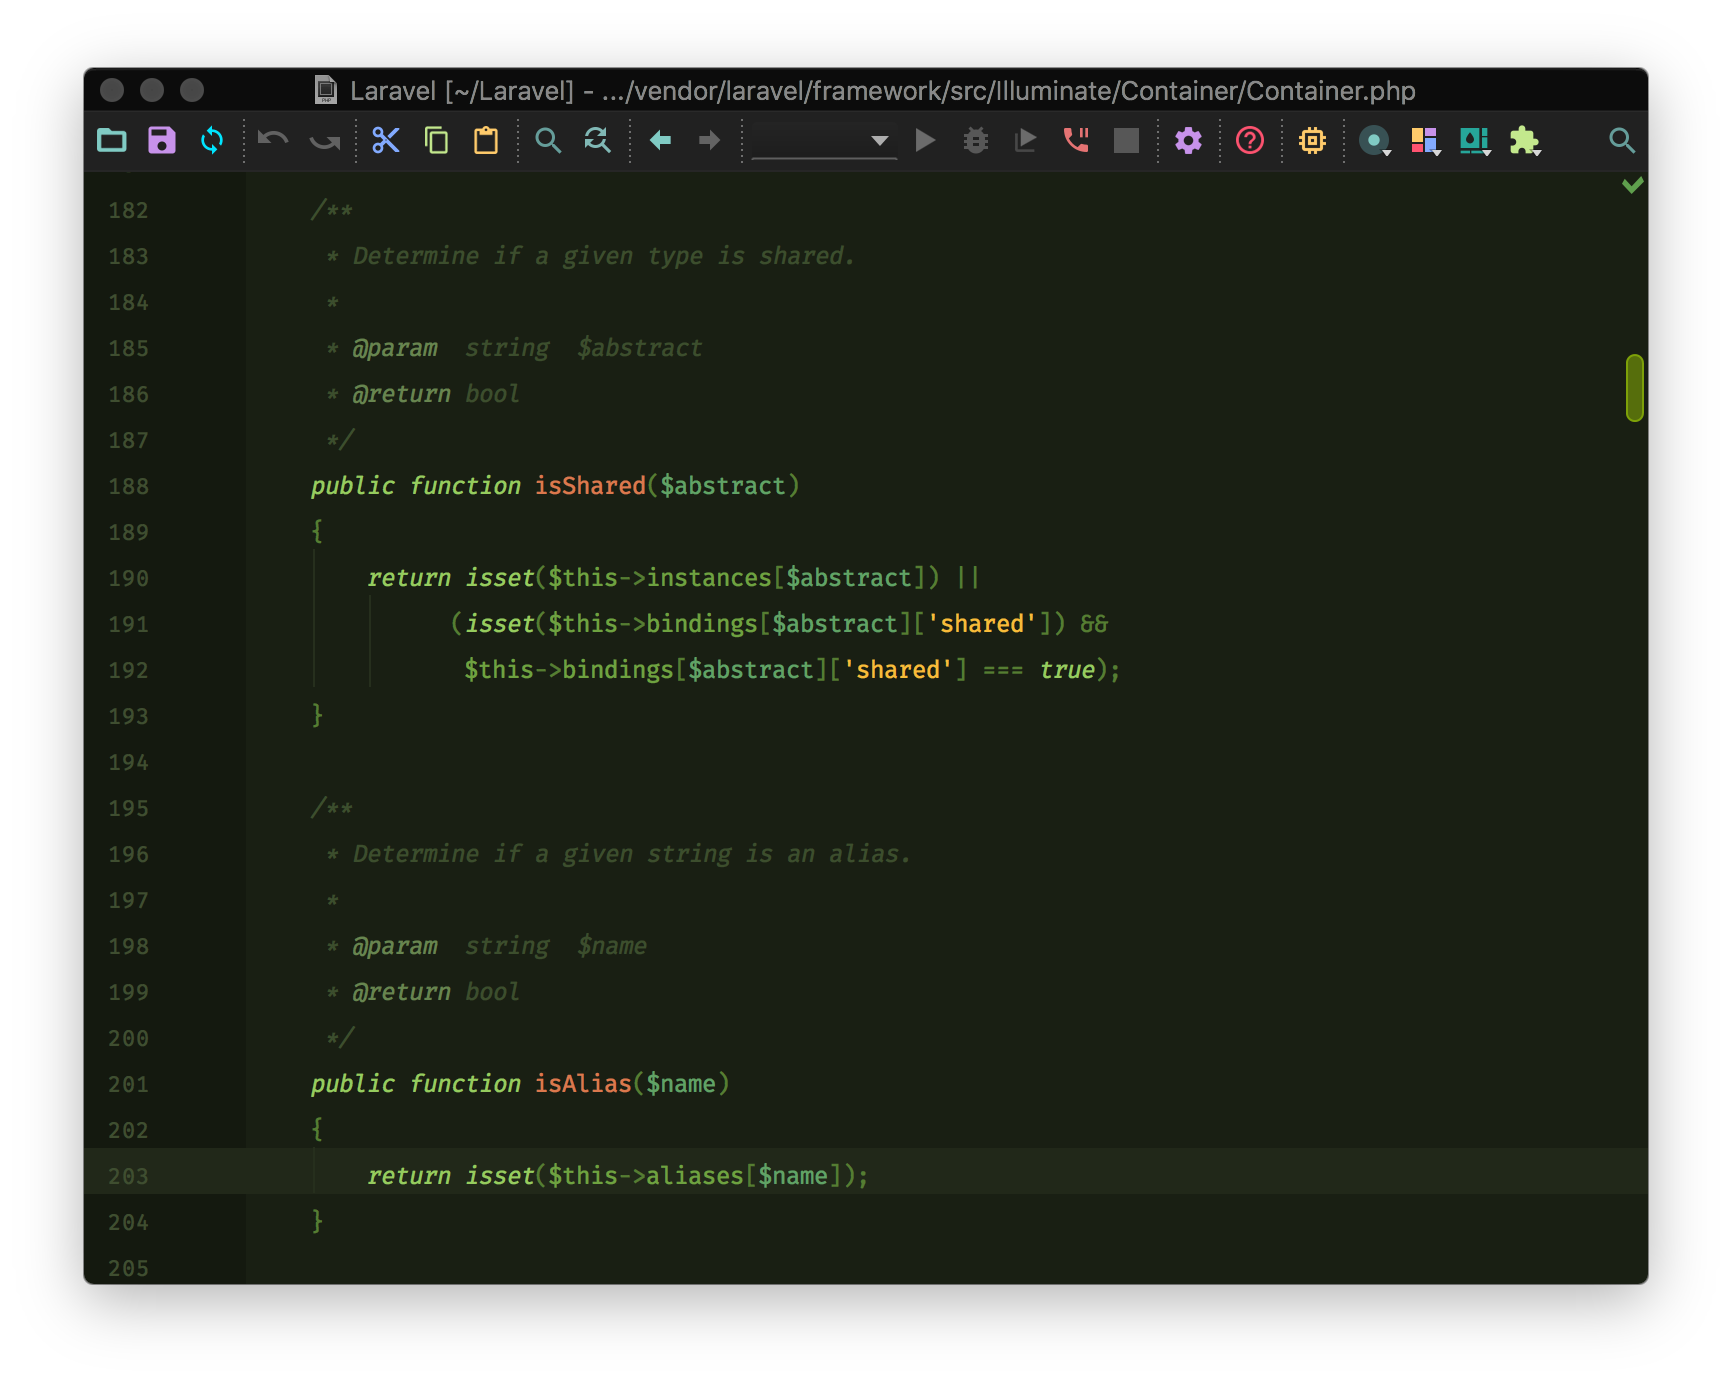 Laravel [~/Laravel] - .../vendor/laravel/framework/src/Illuminate/Container/Container.php
182 /**
183 * Determine if a given type is shared.
184 *
185 * @param  string  $abstract
186 * @return bool
187 */
188 public function isShared($abstract)
189 {
190 return isset($this->instances[$abstract]) ||
191 (isset($this->bindings[$abstract]['shared']) &&
192 $this->bindings[$abstract]['shared'] === true);
193 }
194
195 /**
196 * Determine if a given string is an alias.
197 *
198 * @param  string  $name
199 * @return bool
200 */
201 public function isAlias($name)
202 {
203 return isset($this->aliases[$name]);
204 }
205